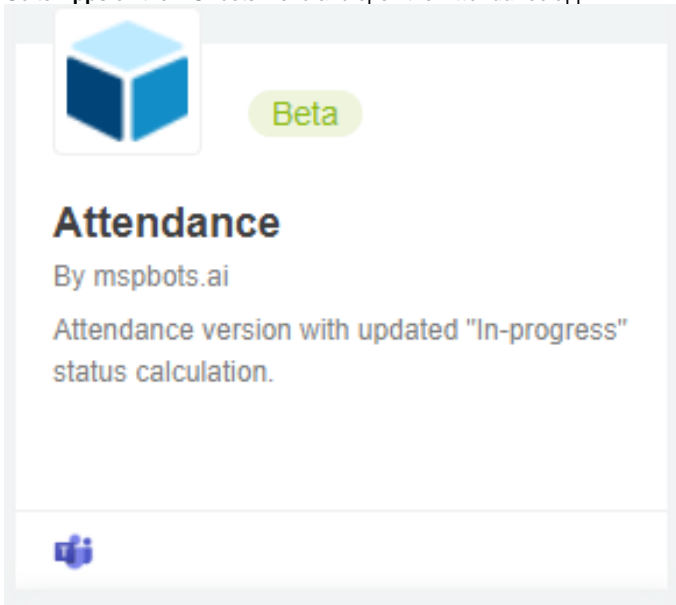 Beta
Attendance
By mspbots.ai
Attendance version with updated "In-progress"
status calculation.